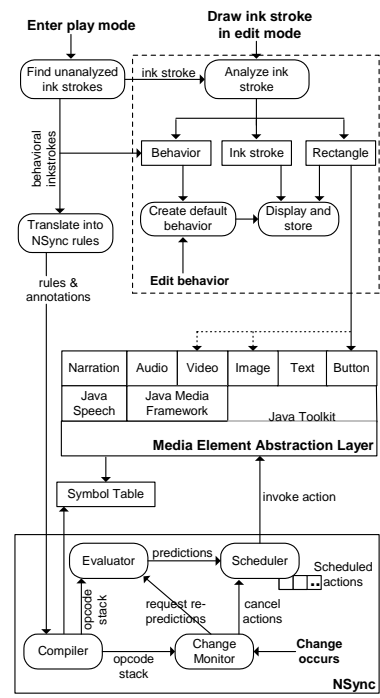 Enter play mode
Draw ink stroke
in edit mode
Find unanalyzed
ink strokes
ink stroke
Analyze ink
stroke
behavioral
inkstrokes
Behavior
Ink stroke
Rectangle
Translate into
NSync rules
Create default
behavior
Display and
store
Edit behavior
rules &
annotations
Narration
Audio
Video
Image
Text
Button
Java
Speech
Java Media
Framework
Java Toolkit
Media Element Abstraction Layer
Symbol Table
invoke action
Evaluator
predictions
Scheduler
Scheduled
actions
..
opcode
stack
request re-
predictions
cancel
actions
Compiler
opcode
stack
Change
Monitor
Change
occurs
NSync